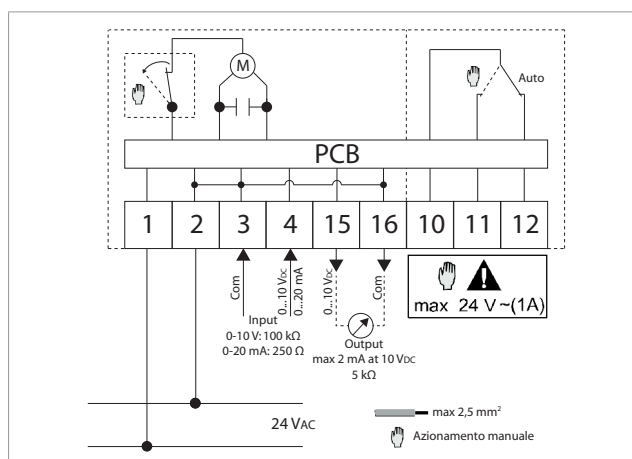 M
Auto
PCB
1 2 3 4 15 16 10 11 12
Com
0...10 VDC
0...20 mA
0...10 VDC
Com
Input
0-10 V: 100 kΩ
0-20 mA: 250 Ω
Output
max 2 mA at 10 VDC
5 kΩ
max 24 V ~(1A)
24 VAC
max 2,5 mm²
Azionamento manuale